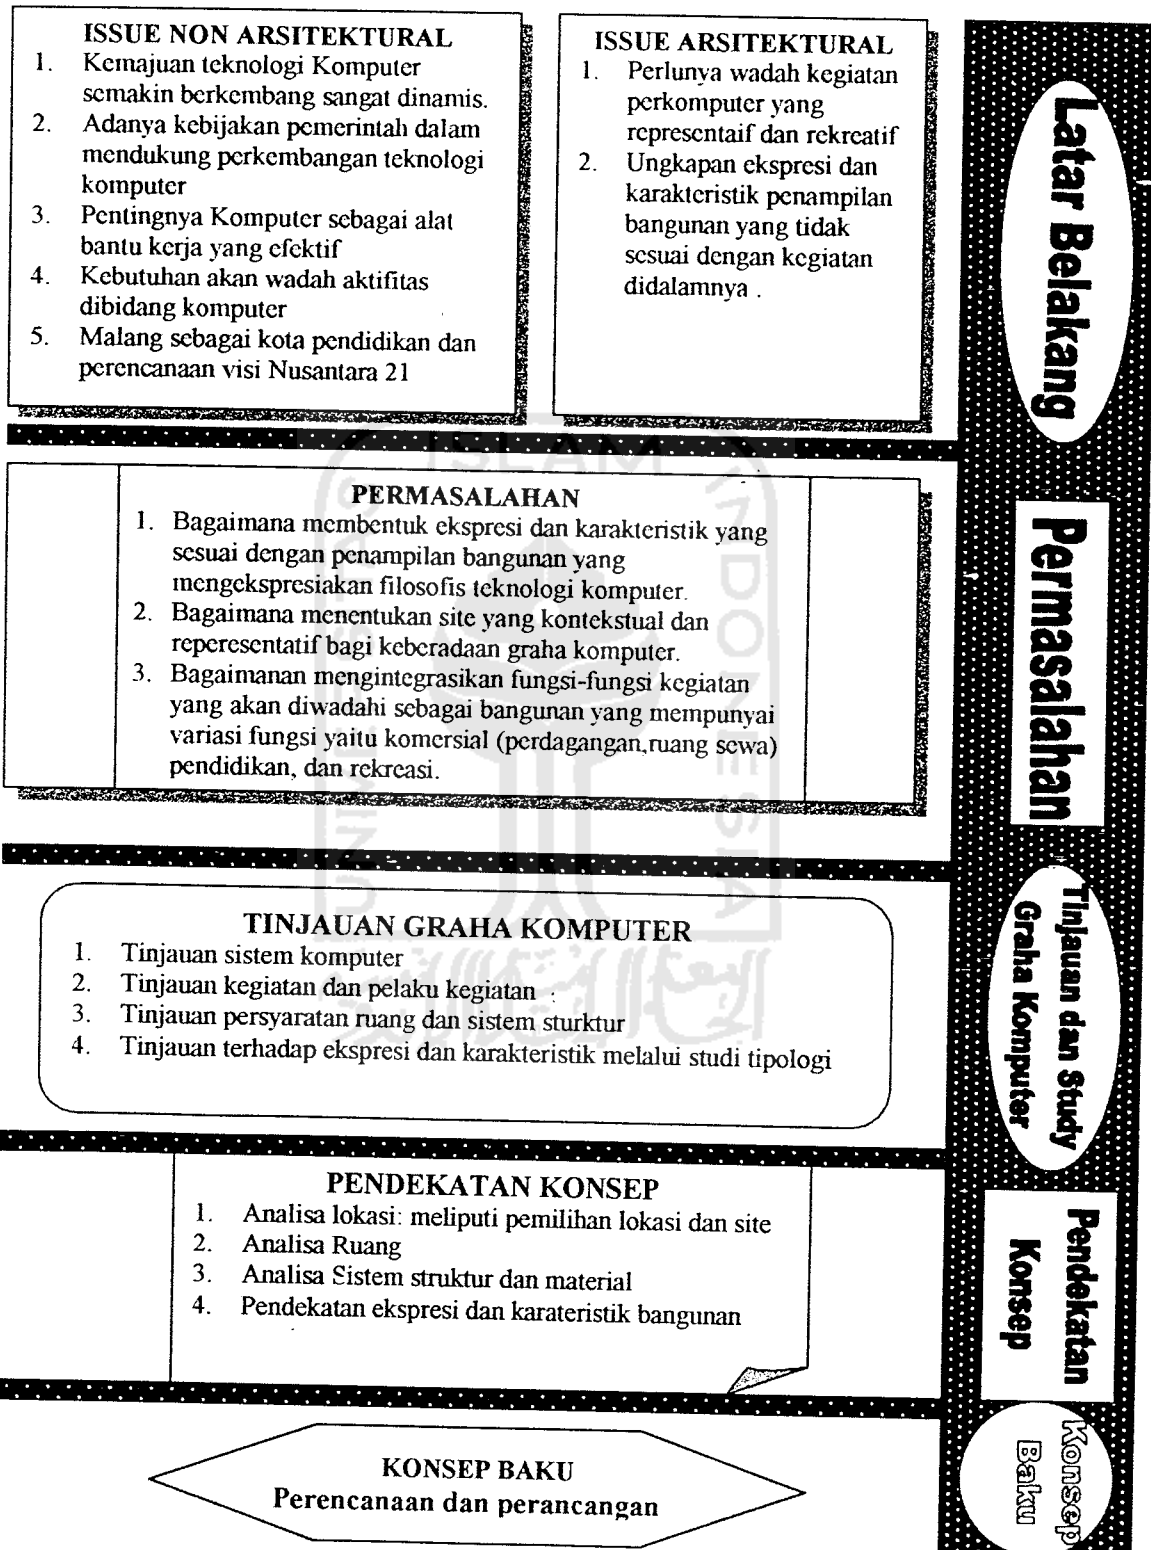 ISSUE NON ARSITEKTURAL
1. Kemajuan teknologi Komputer
semakin berkembang sangat dinamis.
2. Adanya kebijakan pemerintah dalam
mendukung perkembangan teknologi
komputer
3. Pentingnya Komputer sebagai alat
bantu kerja yang efektif
4. Kebutuhan akan wadah aktifitas
dibidang komputer
5. Malang sebagai kota pendidikan dan
perencanaan visi Nusantara 21
ISSUE ARSITEKTURAL
1. Perlunya wadah kegiatan
perkomputer yang
representaif dan rekreatif
2. Ungkapan ekspresi dan
karakteristik penampilan
bangunan yang tidak
sesuai dengan kegiatan
didalamnya .
Latar Belakang
PERMASALAHAN
1. Bagaimana membentuk ekspresi dan karakteristik yang
sesuai dengan penampilan bangunan yang
mengekspresiakan filosofis teknologi komputer.
2. Bagaimana menentukan site yang kontekstual dan
reperesentatif bagi keberadaan graha komputer.
3. Bagaimanan mengintegrasikan fungsi-fungsi kegiatan
yang akan diwadahi sebagai bangunan yang mempunyai
variasi fungsi yaitu komersial (perdagangan,ruang sewa)
pendidikan, dan rekreasi.
Permasalahan
TINJAUAN GRAHA KOMPUTER
1. Tinjauan sistem komputer
2. Tinjauan kegiatan dan pelaku kegiatan
3. Tinjauan persyaratan ruang dan sistem sturktur
4. Tinjauan terhadap ekspresi dan karakteristik melalui studi tipologi
Tinjauan dan Study
Graha Komputer
PENDEKATAN KONSEP
1. Analisa lokasi: meliputi pemilihan lokasi dan site
2. Analisa Ruang
3. Analisa Sistem struktur dan material
4. Pendekatan ekspresi dan karateristik bangunan
Pendekatan
Konsep
KONSEP BAKU
Perencanaan dan perancangan
Konsep
Baku
UNIVERSITAS
ISLAM
INDONESIA